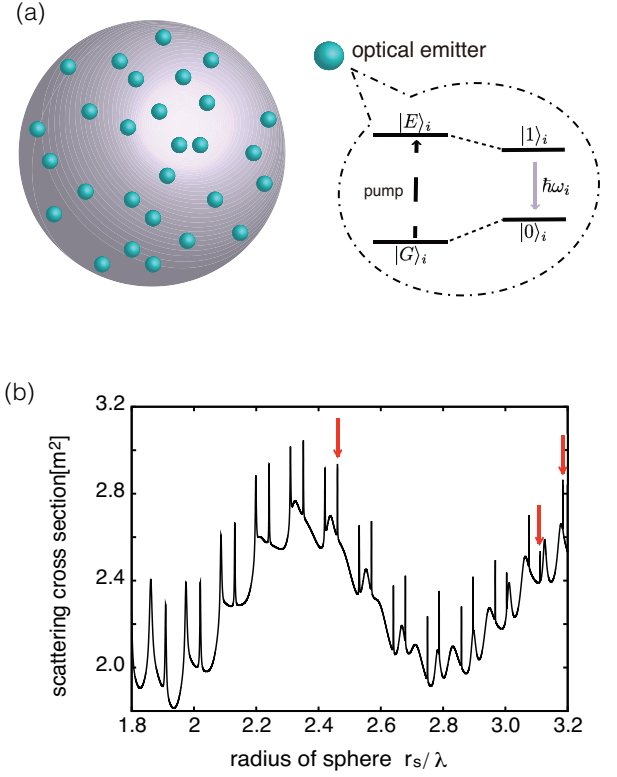 (a)
optical emitter
|E⟩ᵢ
|1⟩ᵢ
pump
ħωᵢ
|G⟩ᵢ
|0⟩ᵢ
(b)
scattering cross section[m²]
3.2
2.8
2.4
2.0
1.8
2
2.2
2.4
2.6
2.8
3.0
3.2
radius of sphere rs/λ